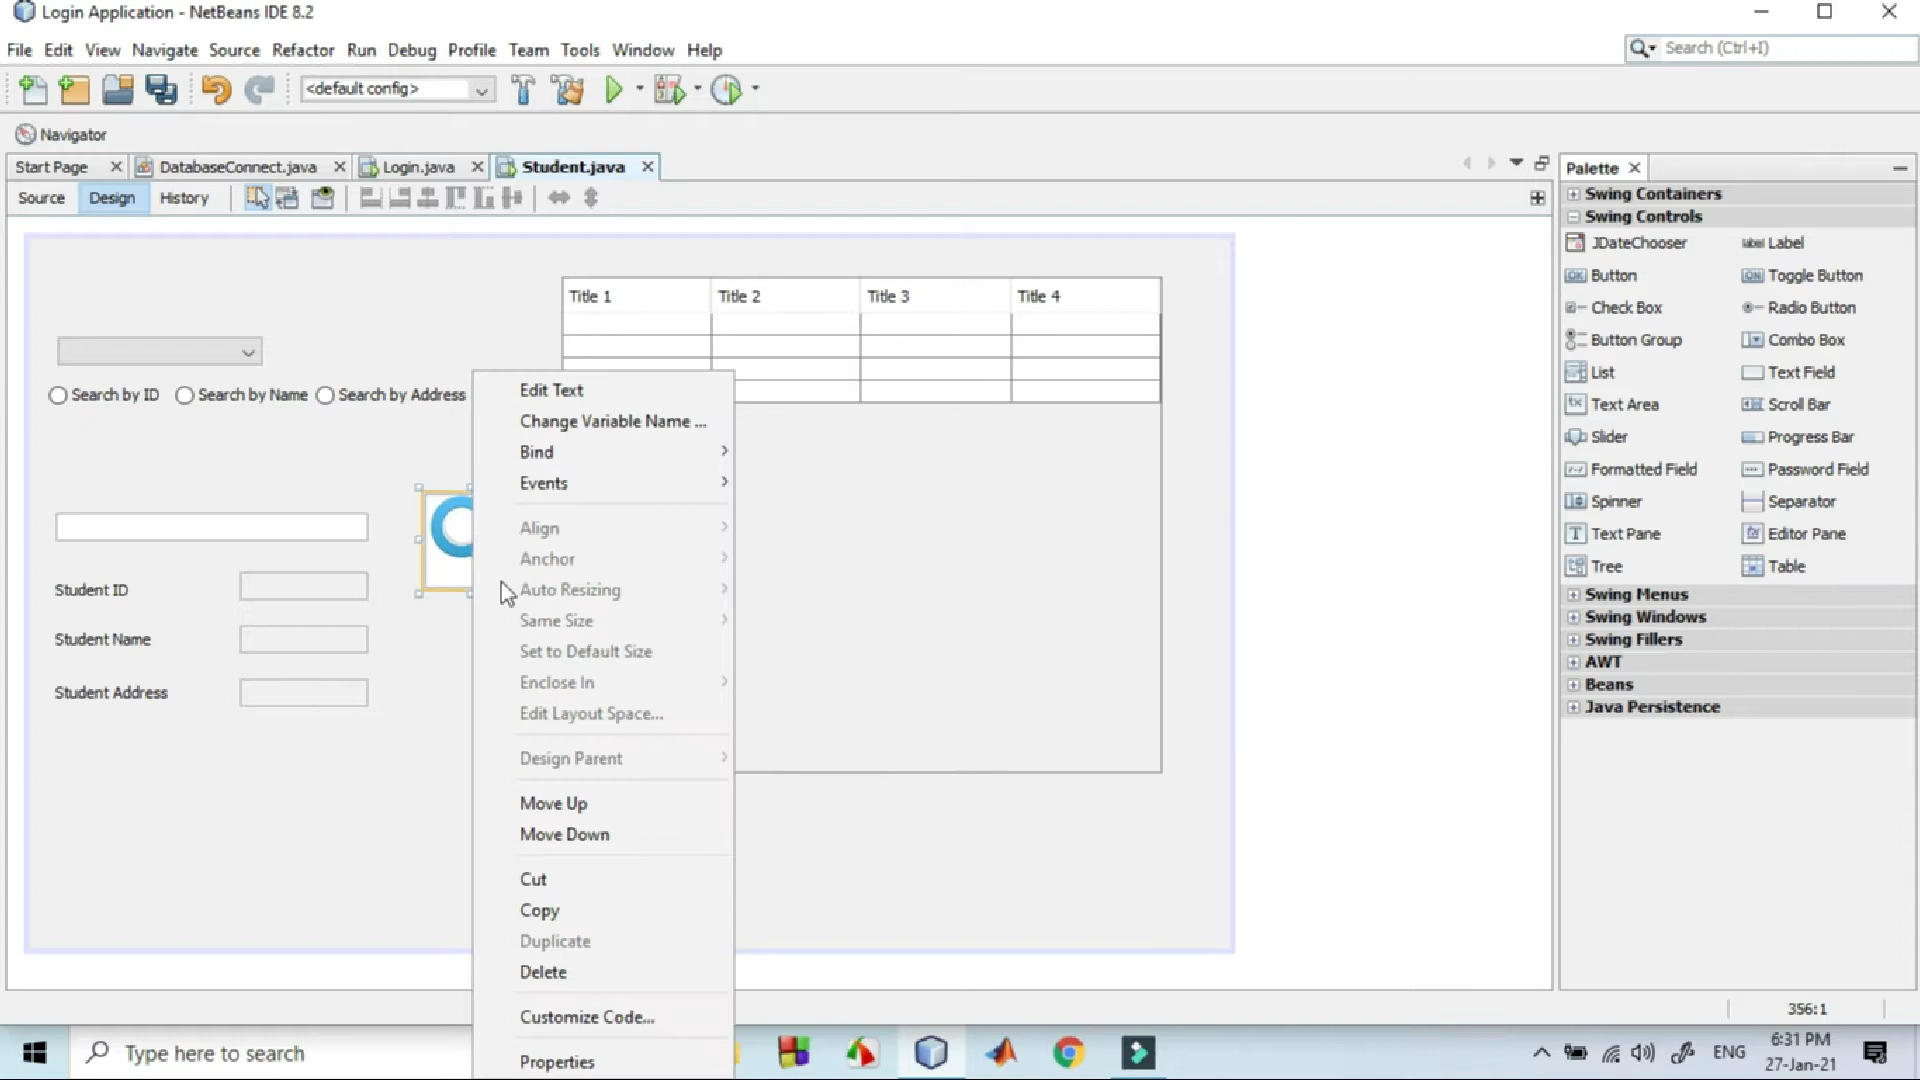 Login Application - NetBeans IDE 8.2
File Edit View Navigate Source Refactor Run Debug Profile Team Tools Window Help
Search (Ctrl+I)
<default config>
Navigator
Start Page DatabaseConnect.java Login.java Student.java
Palette
Source Design History
Swing Containers
Swing Controls
JDateChooser Label
Button Toggle Button
Check Box Radio Button
Button Group Combo Box
List Text Field
Text Area Scroll Bar
Slider Progress Bar
Formatted Field Password Field
Spinner Separator
Text Pane Editor Pane
Tree Table
Swing Menus
Swing Windows
Swing Fillers
AWT
Beans
Java Persistence
Title 1 Title 2 Title 3 Title 4
Search by ID Search by Name Search by Address
Student ID
Student Name
Student Address
Edit Text
Change Variable Name ...
Bind
Events
Align
Anchor
Auto Resizing
Same Size
Set to Default Size
Enclose In
Edit Layout Space...
Design Parent
Move Up
Move Down
Cut
Copy
Duplicate
Delete
Customize Code...
Properties
356:1
Type here to search
ENG
6:31 PM
27-Jan-21